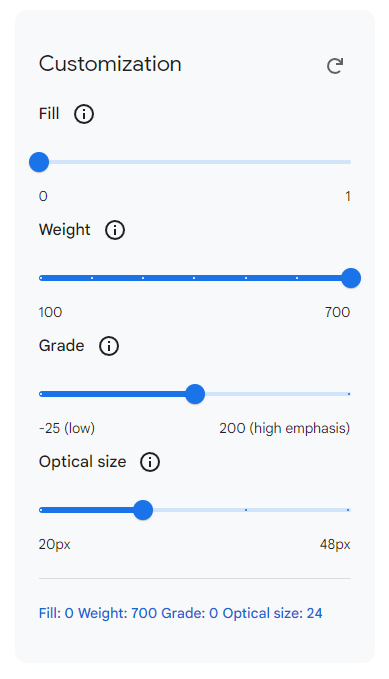 Customization
Fill
0 1
Weight
100 700
Grade
-25 (low) 200 (high emphasis)
Optical size
20px 48px
Fill: 0 Weight: 700 Grade: 0 Optical size: 24